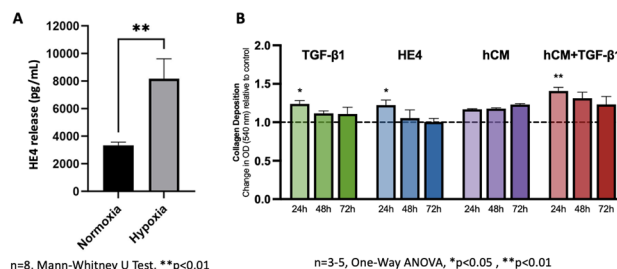 A
HE4 release (pg/mL)
12000
10000
8000
6000
4000
2000
0
**
Normoxia
Hypoxia
n=8, Mann-Whitney U Test, **p<0.01
B
Collagen Deposition
Change in OD (540 nm) relative to control
2.0
1.5
1.0
0.5
0.0
TGF-β1 HE4 hCM hCM+TGF-β1
* * **
24h 48h 72h 24h 48h 72h 24h 48h 72h 24h 48h 72h
n=3-5, One-Way ANOVA, *p<0.05 , **p<0.01